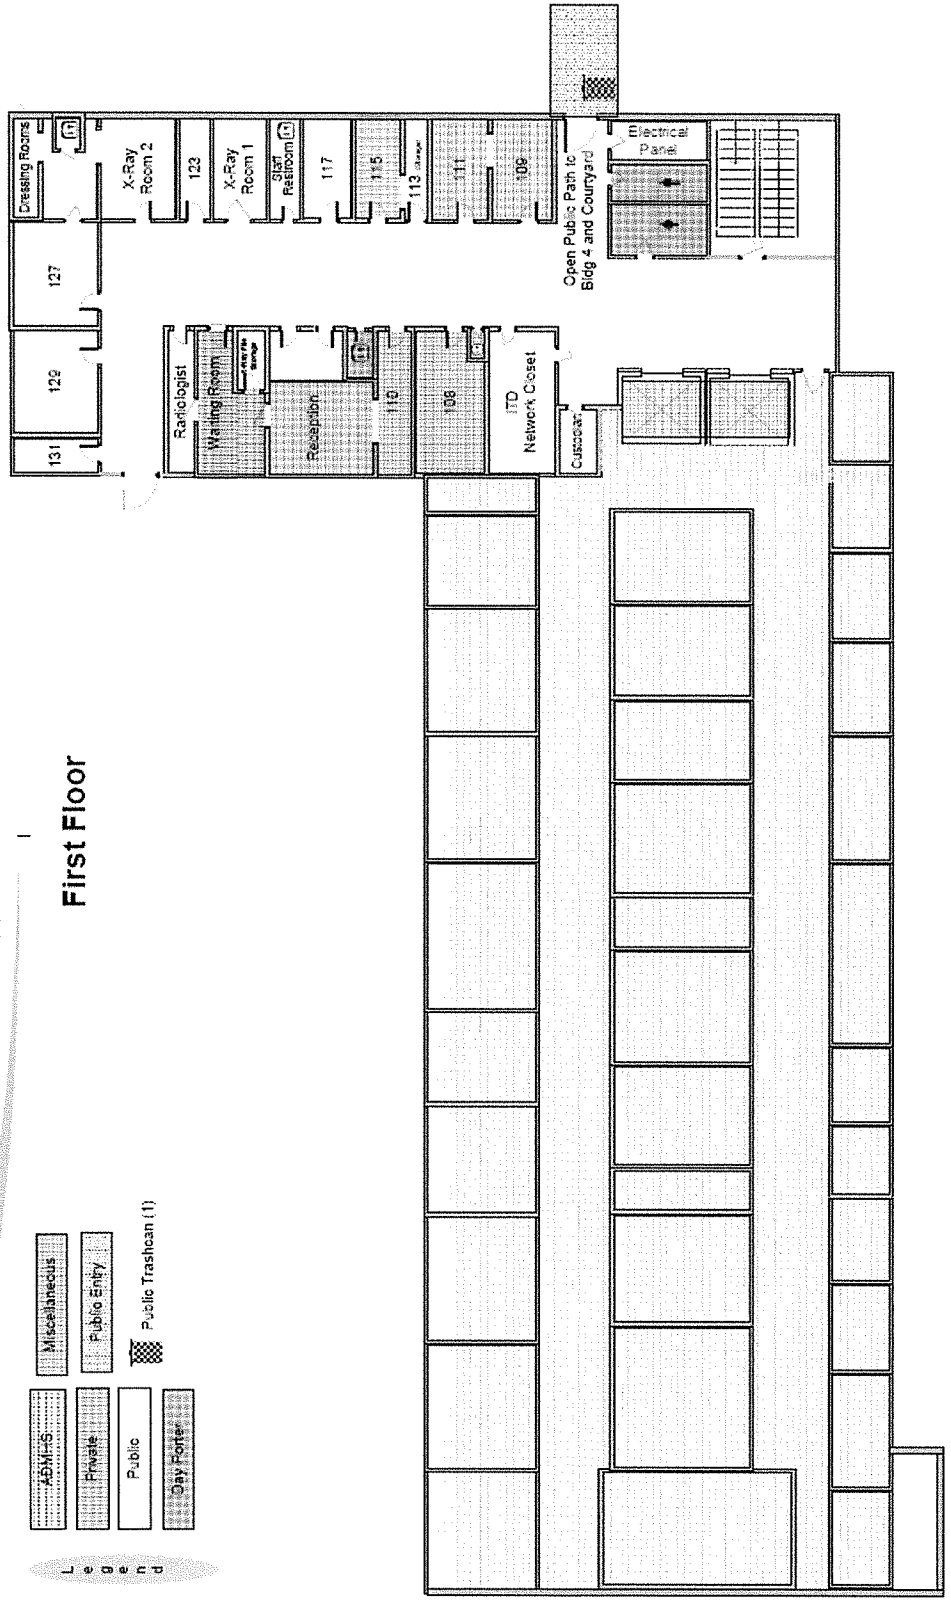 First Floor
Dressing Rooms
X-Ray
Room 2
123
X-Ray
Room 1
Staff
Restroom
117
115
113
111
109
Open Public Path to
Bldg 4 and Courtyard
Electrical
Panel
127
129
131
Radiologist
Waiting Room
Storage
Reception
110
108
ITD
Network Closet
Custodian
Legend
ADMHS
Private
Public
Day Porter
Miscellaneous
Public Entry
Public Trashcan (1)